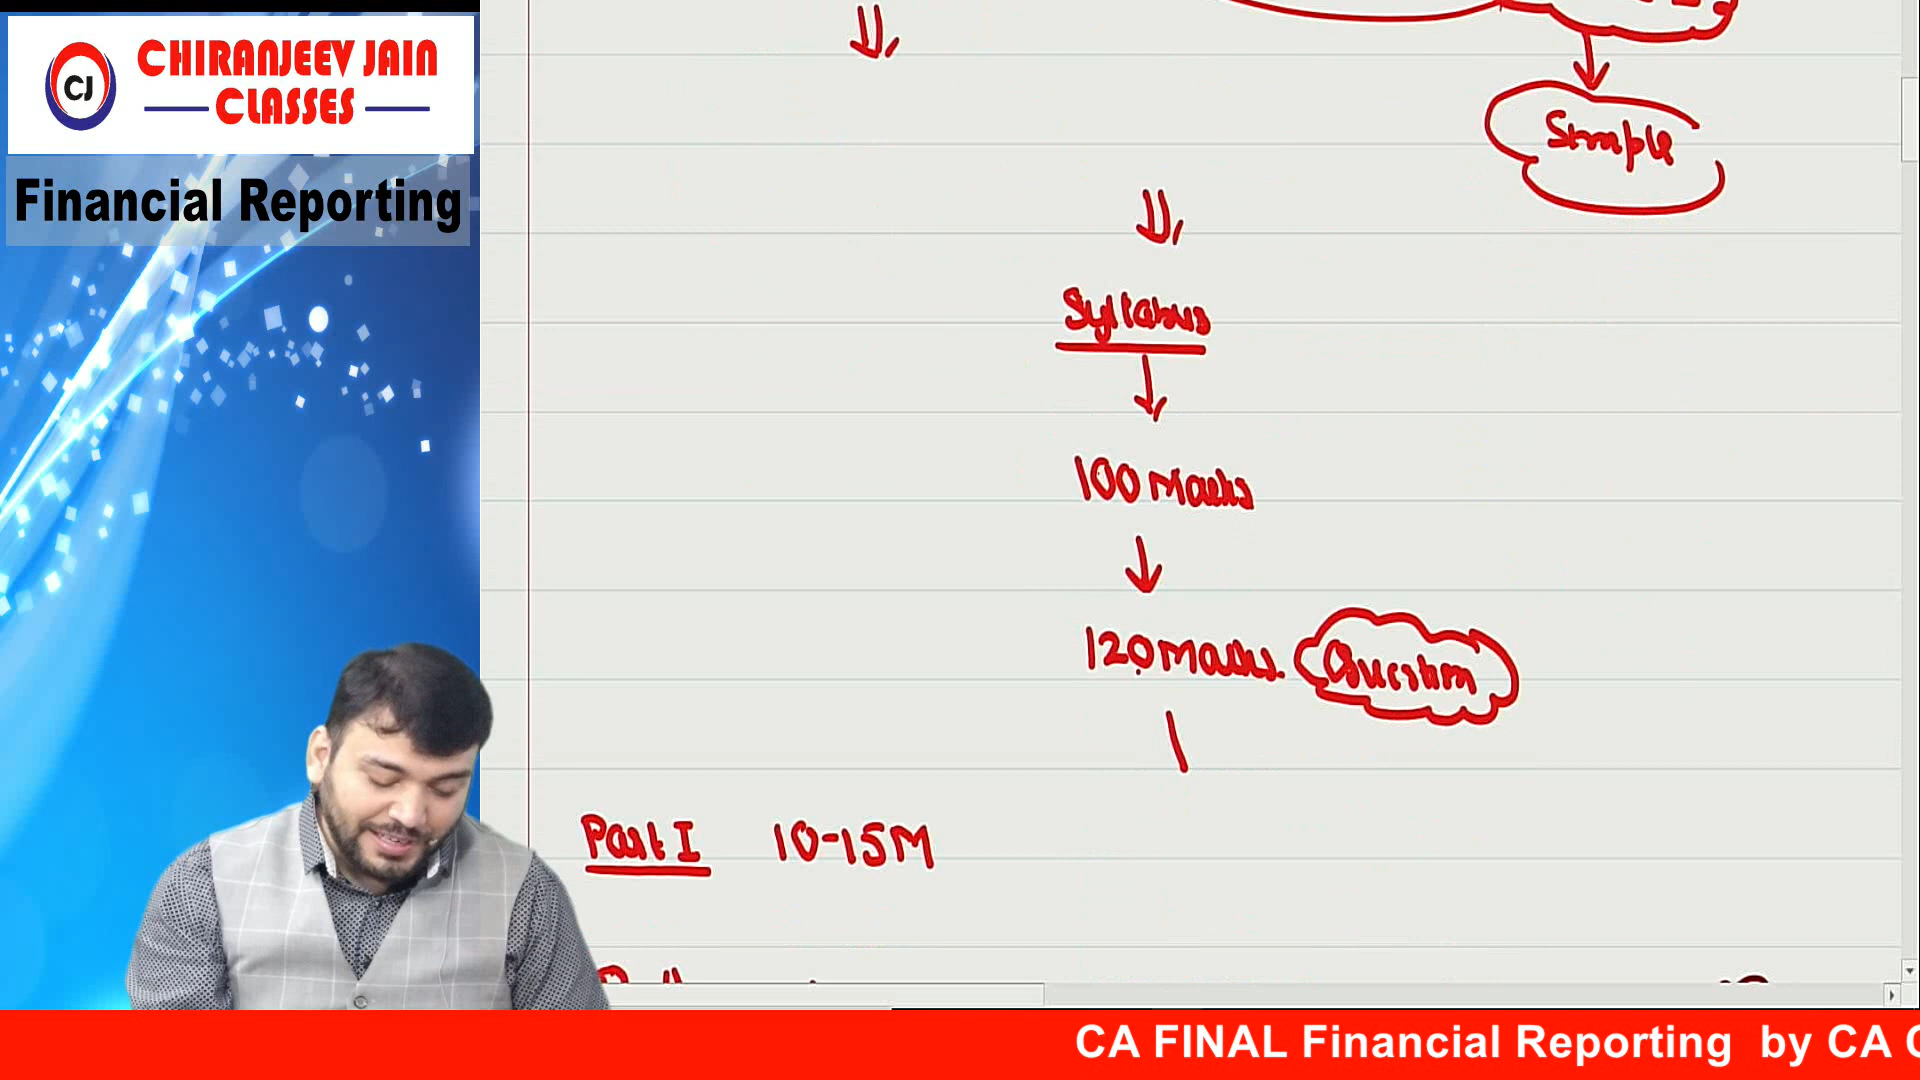 CHIRANJEEV JAIN
CJ
CLASSES
Financial Reporting
Simple
Syllabus
100 Marks
120 Marks. Question
Part I 10-15M
CA FINAL Financial Reporting by CA